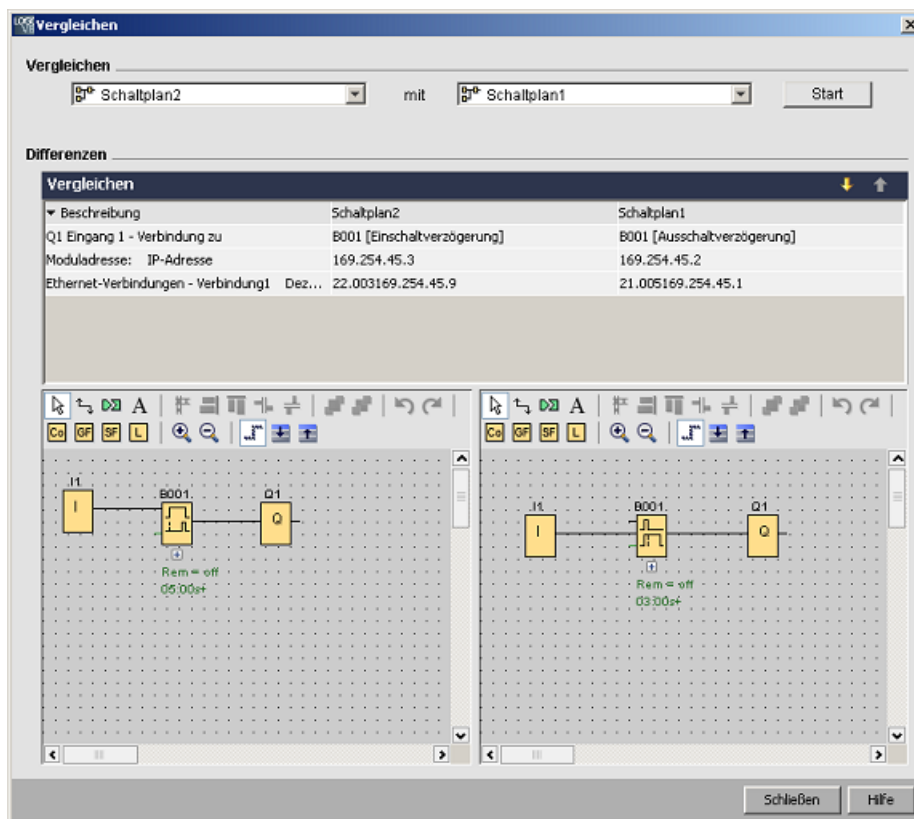 Vergleichen
Vergleichen
Schaltplan2 mit Schaltplan1 Start
Differenzen
Vergleichen
Beschreibung Schaltplan2 Schaltplan1
Q1 Eingang 1 - Verbindung zu B001 [Einschaltverzögerung] B001 [Ausschaltverzögerung]
Moduladresse: IP-Adresse 169.254.45.3 169.254.45.2
Ethernet-Verbindungen - Verbindung1 Dez... 22.003169.254.45.9 21.005169.254.45.1
A
Co GF SF L
I1 B001 Q1
I Q
Rem = off
05:00s+
A
Co GF SF L
I1 B001 Q1
I Q
Rem = off
03:00s+
Schließen Hilfe